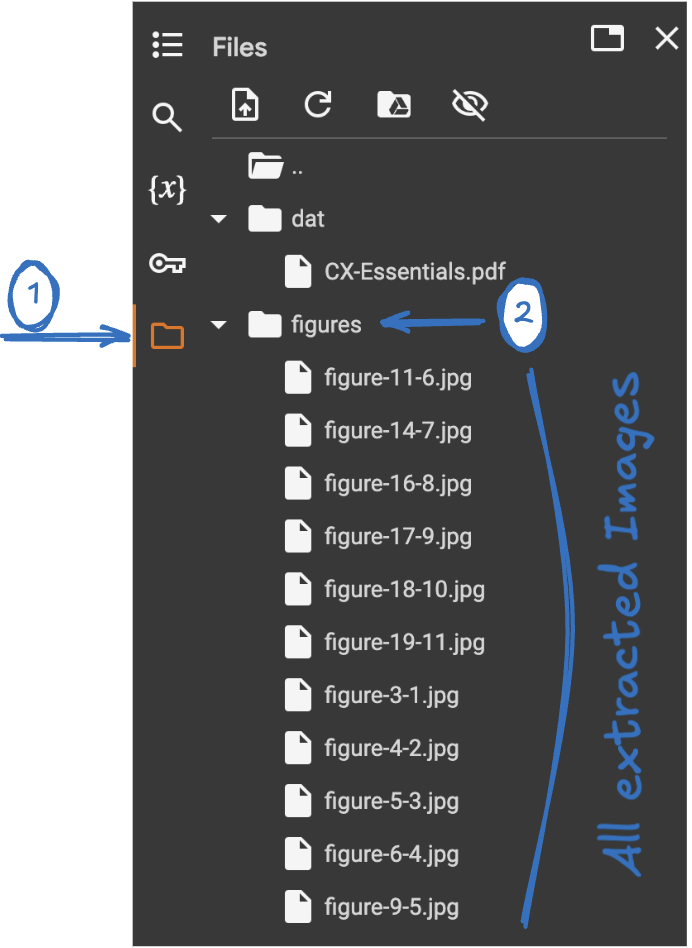 Files
..
{x}
dat
CX-Essentials.pdf
1
figures
2
figure-11-6.jpg
figure-14-7.jpg
figure-16-8.jpg
figure-17-9.jpg
figure-18-10.jpg
figure-19-11.jpg
figure-3-1.jpg
figure-4-2.jpg
figure-5-3.jpg
figure-6-4.jpg
figure-9-5.jpg
All extracted Images